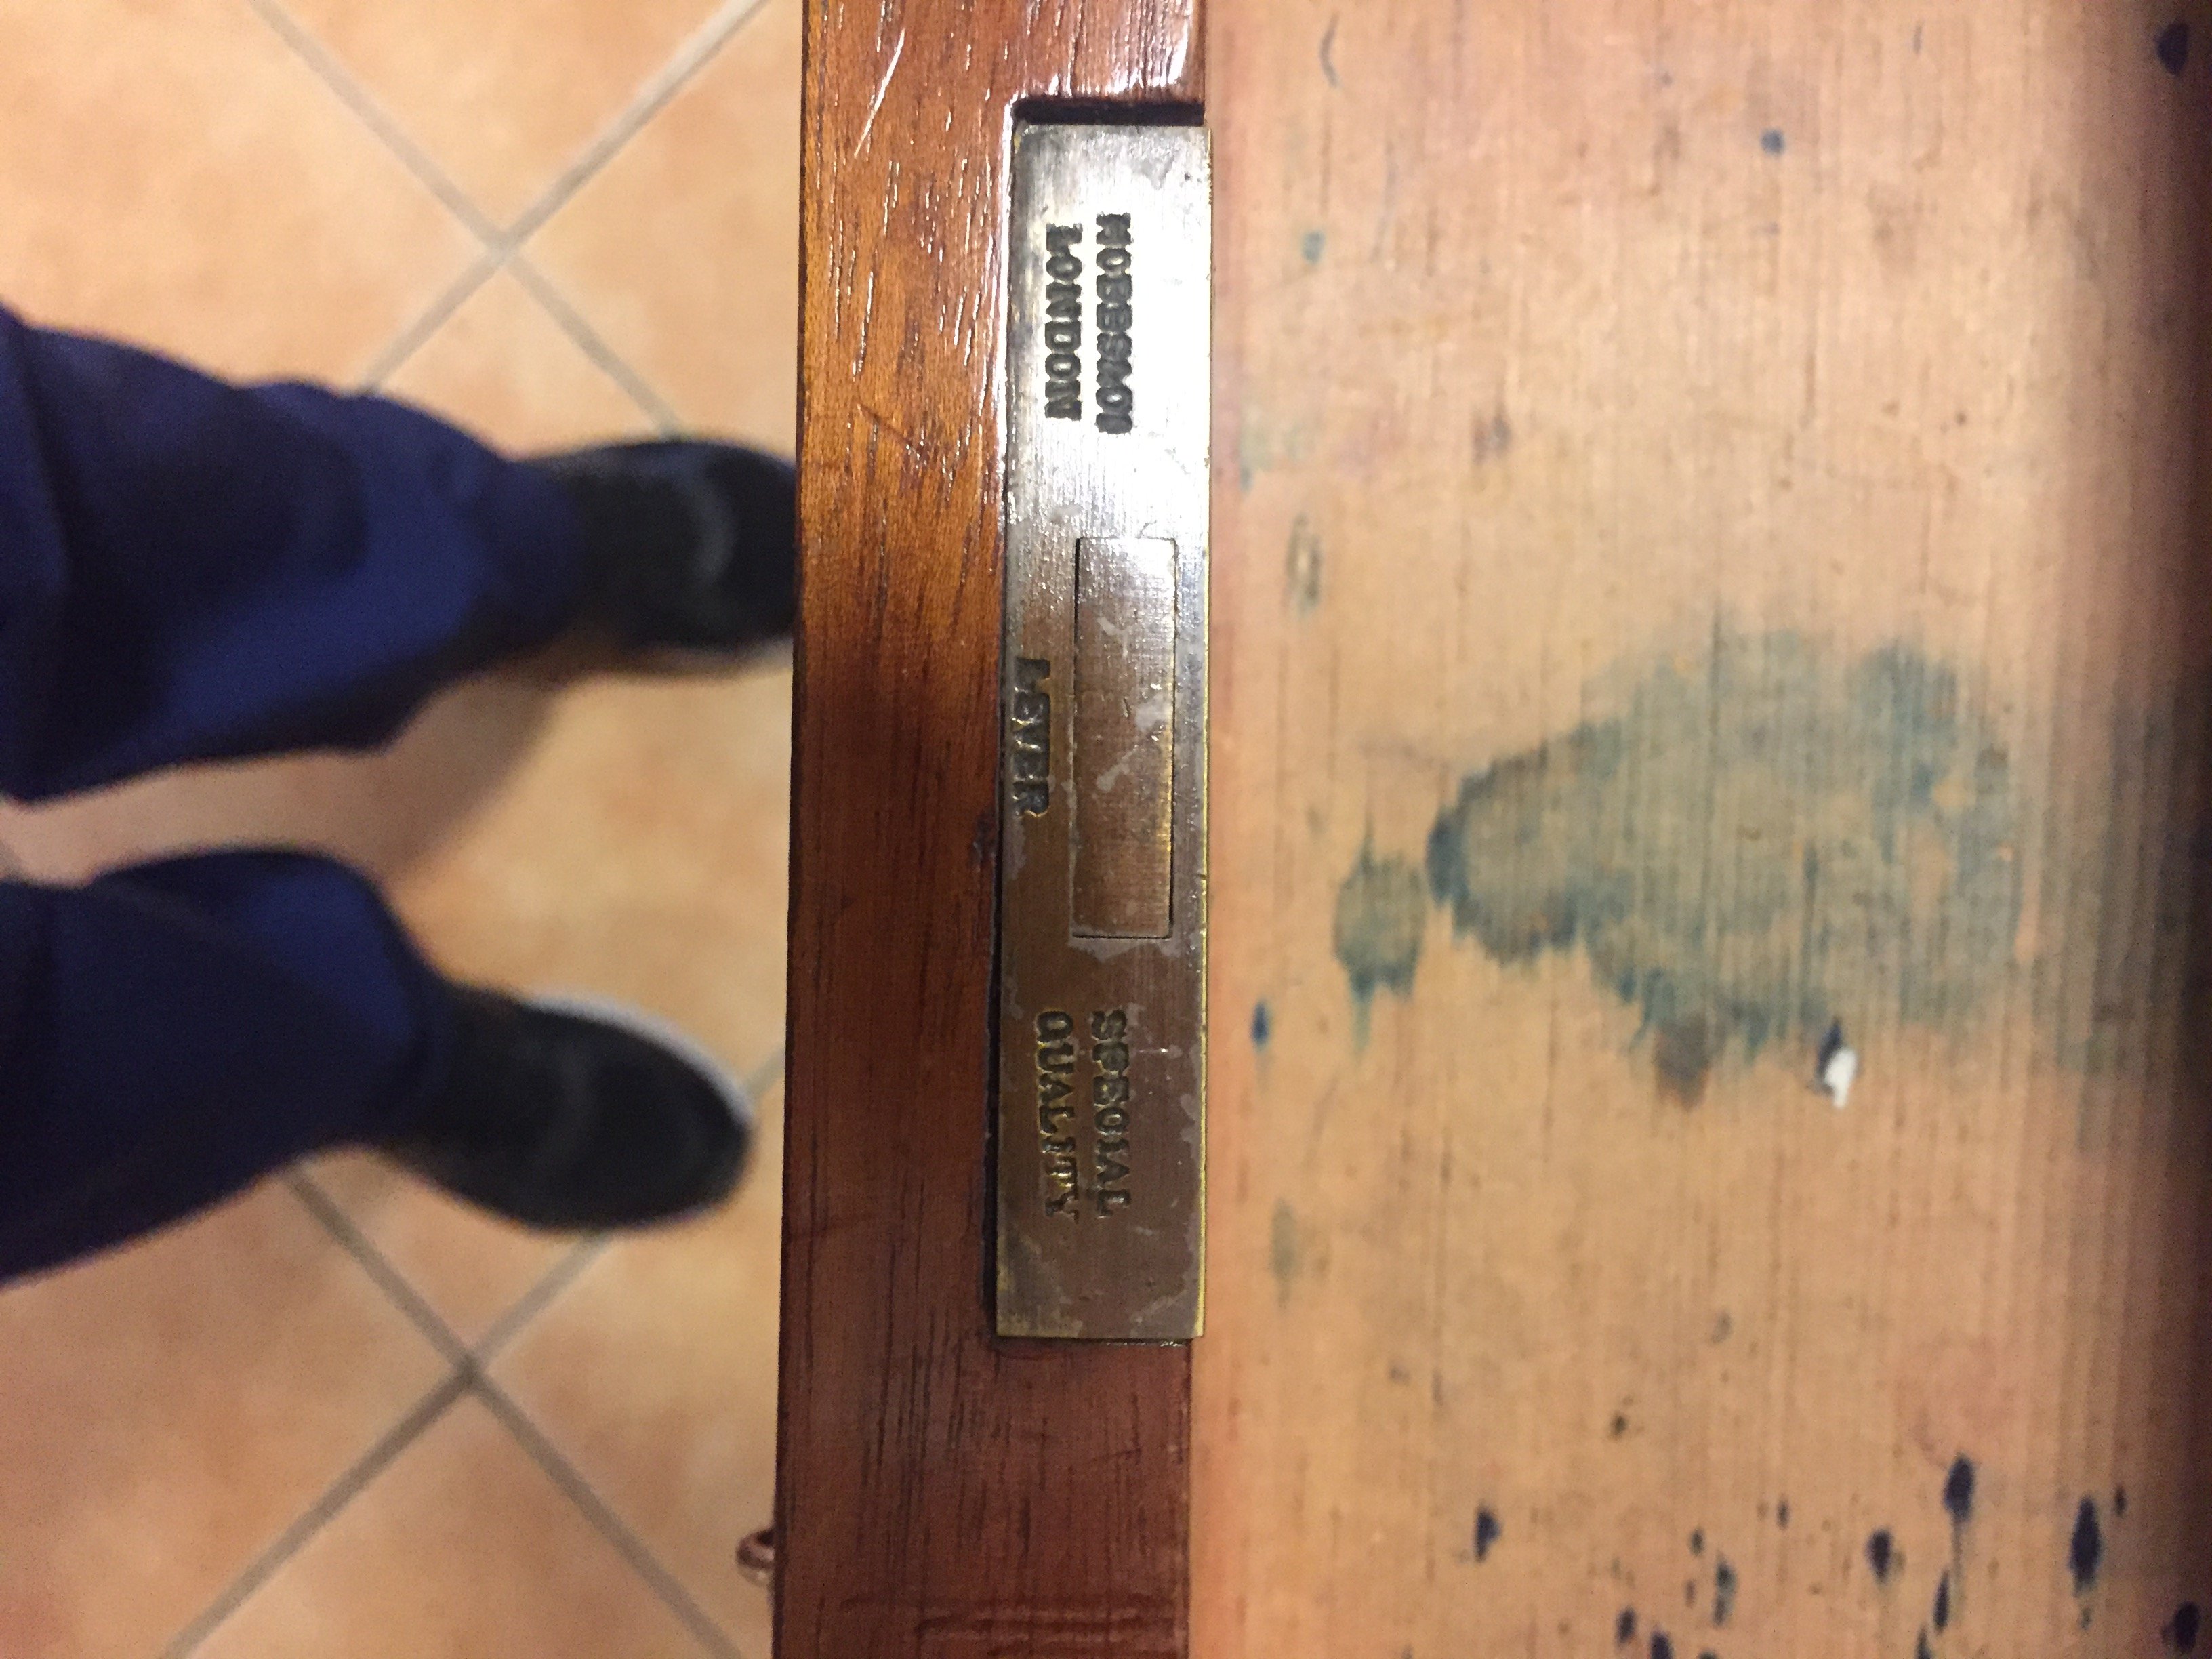 HOBBS&CO
LONDON
LEVER
SPECIAL
QUALITY